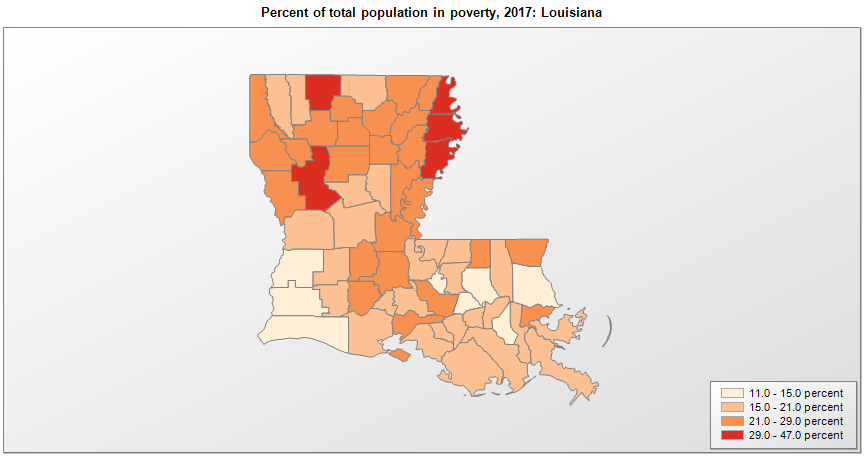 Percent of total population in poverty, 2017: Louisiana
11.0 - 15.0 percent
15.0 - 21.0 percent
21.0 - 29.0 percent
29.0 - 47.0 percent